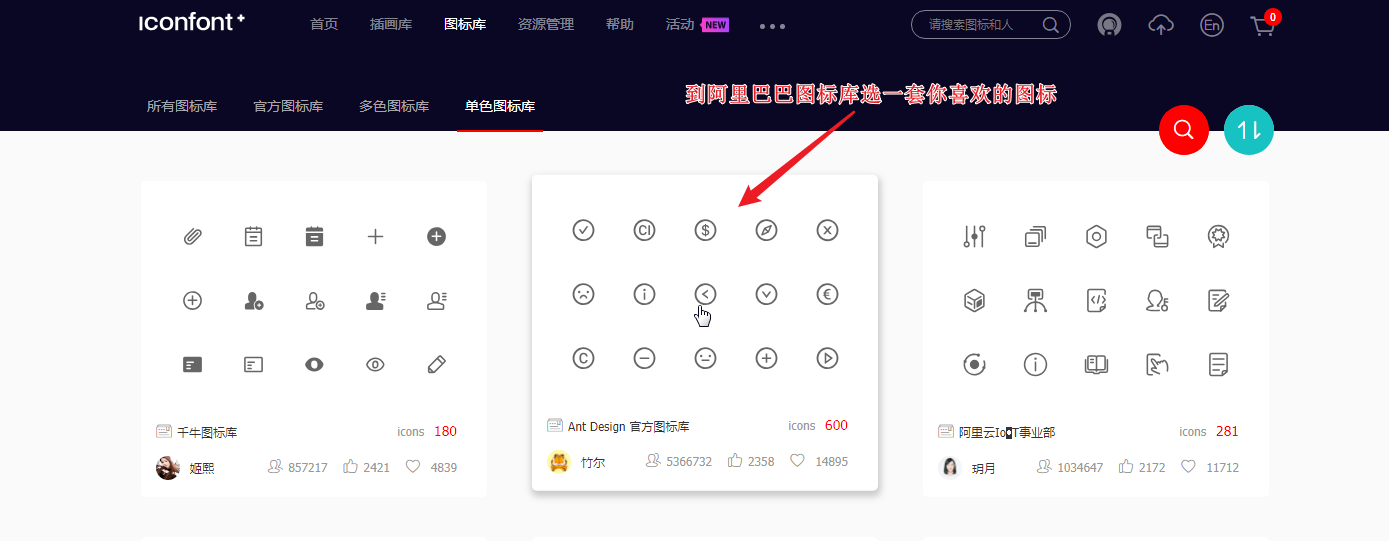 iconfont+ 首页 插画库 图标库 资源管理 帮助 活动 NEW 请搜索图标和人 En 0
所有图标库 官方图标库 多色图标库 单色图标库
到阿里巴巴图标库选一套你喜欢的图标
千牛图标库 icons 180
姬熙 857217 2421 4839
Ant Design 官方图标库 icons 600
竹尔 5366732 2358 14895
阿里云IoT事业部 icons 281
玥月 1034647 2172 11712